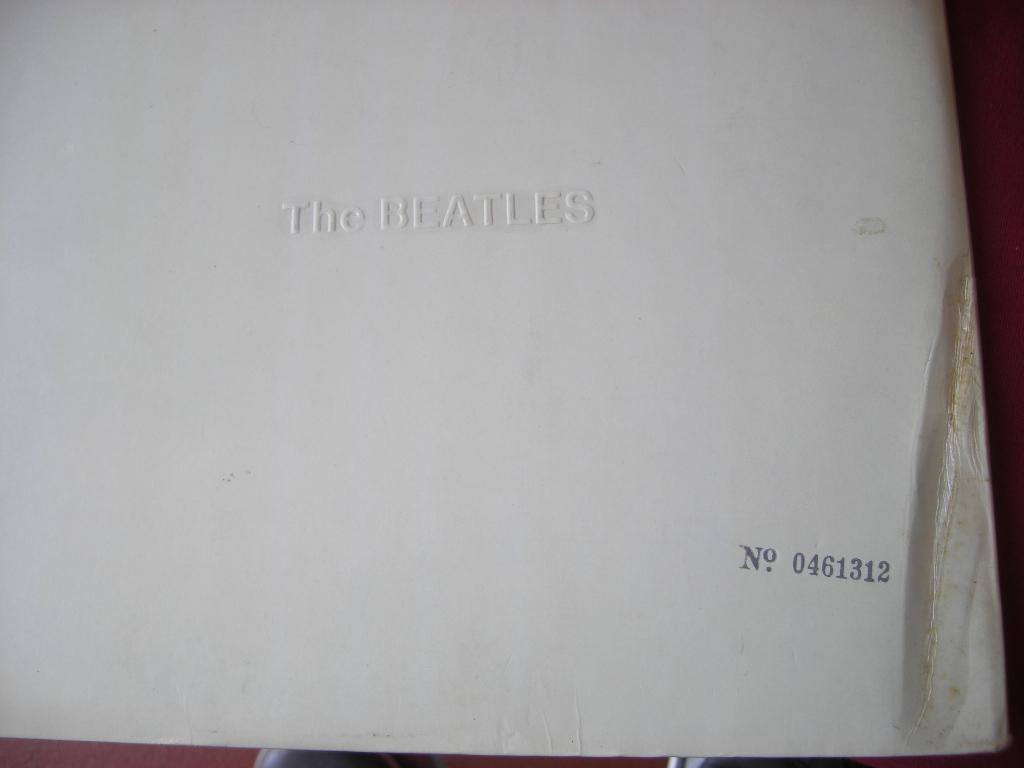 The BEATLES
Nº 0461312